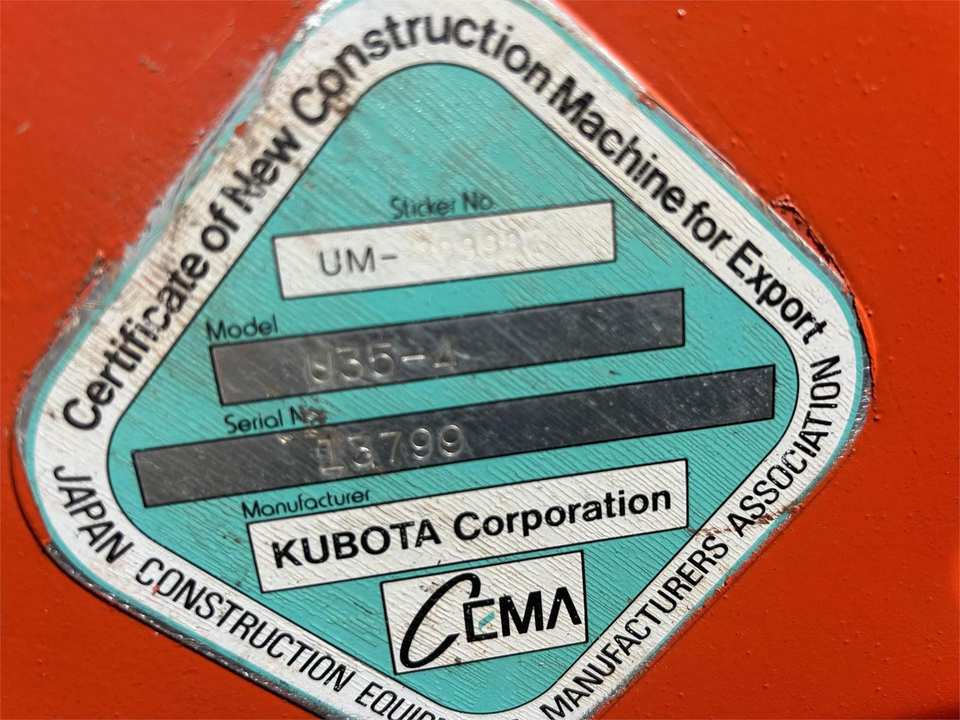 Certificate of New Construction Machine for Export
Sticker No.
UM-
Model
U35-4
Serial No.
15799
Manufacturer
KUBOTA Corporation
CEMA
JAPAN CONSTRUCTION MANUFACTURERS ASSOCIATION